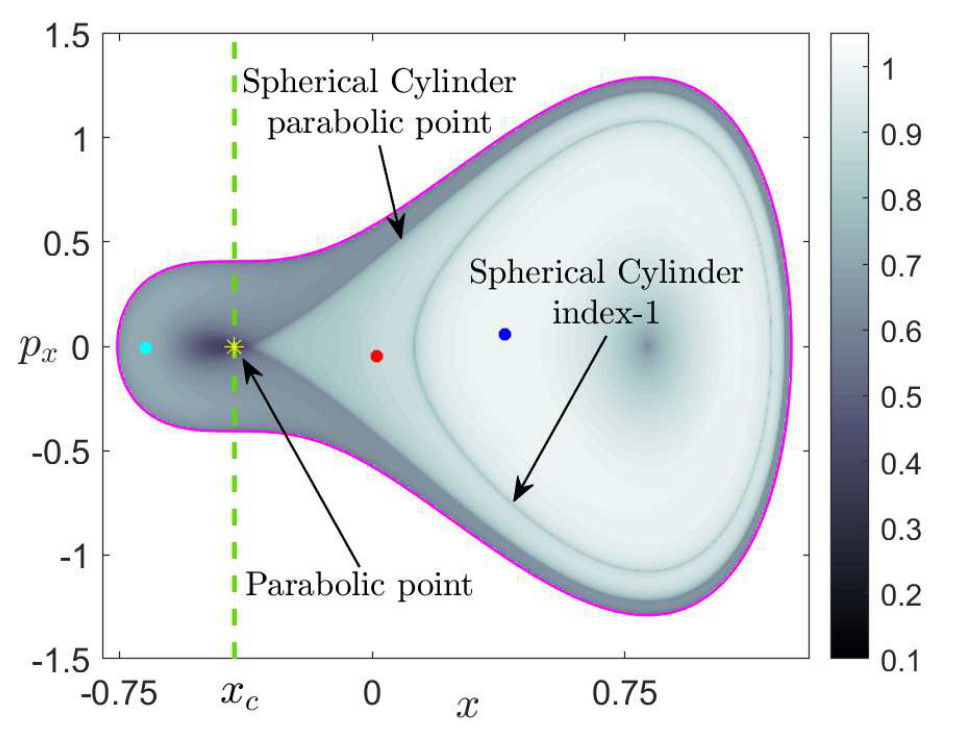 1.5
1
0.5
0
-0.5
-1
-1.5
p_x
Spherical Cylinder
parabolic point
Spherical Cylinder
index-1
Parabolic point
-0.75
x_c
0
0.75
x
1
0.9
0.8
0.7
0.6
0.5
0.4
0.3
0.2
0.1